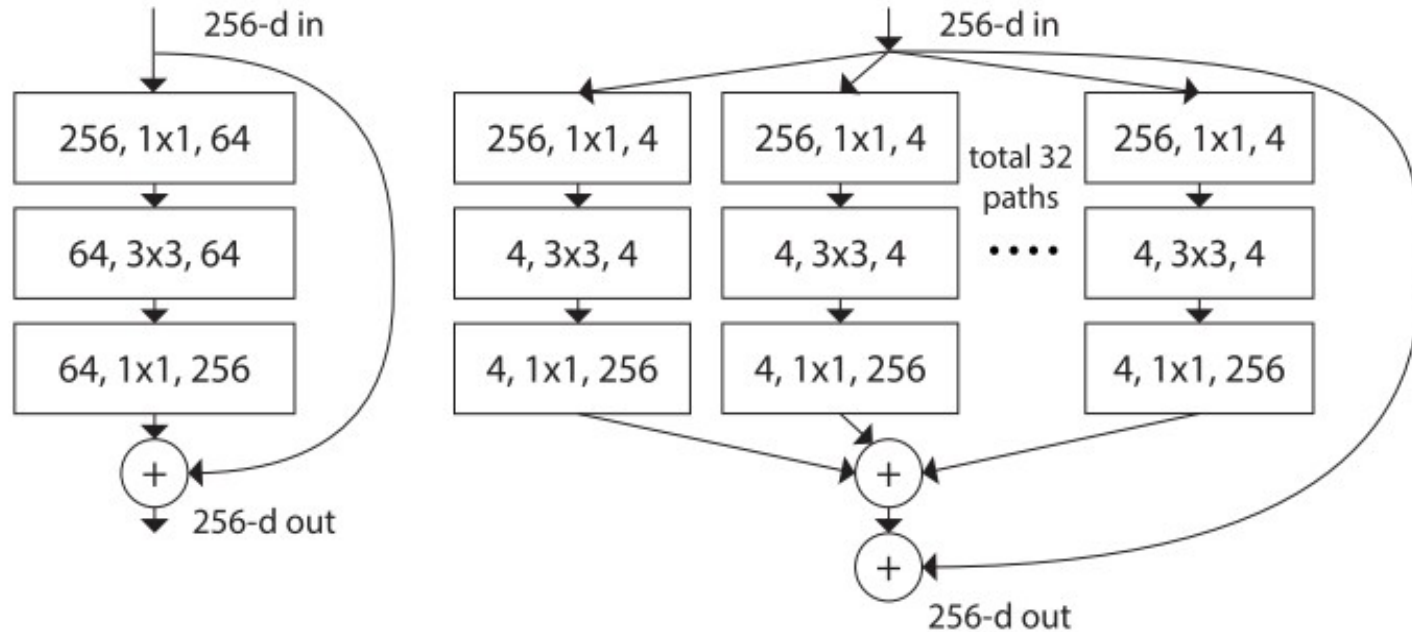 256-d in
256, 1x1, 64
64, 3x3, 64
64, 1x1, 256
+
256-d out
256-d in
256, 1x1, 4
4, 3x3, 4
4, 1x1, 256
256, 1x1, 4
4, 3x3, 4
4, 1x1, 256
total 32
paths
....
256, 1x1, 4
4, 3x3, 4
4, 1x1, 256
+
+
256-d out